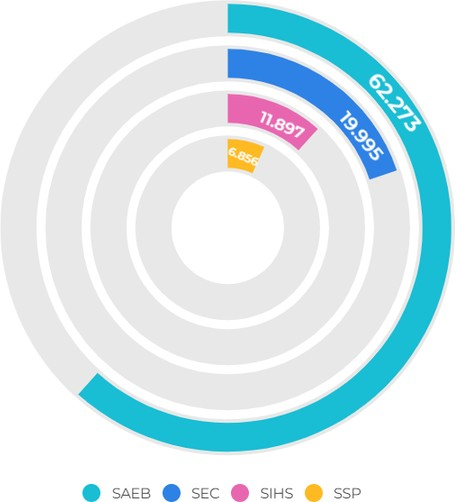 62.273
19.995
11.897
6.856
SAEB SEC SIHS SSP